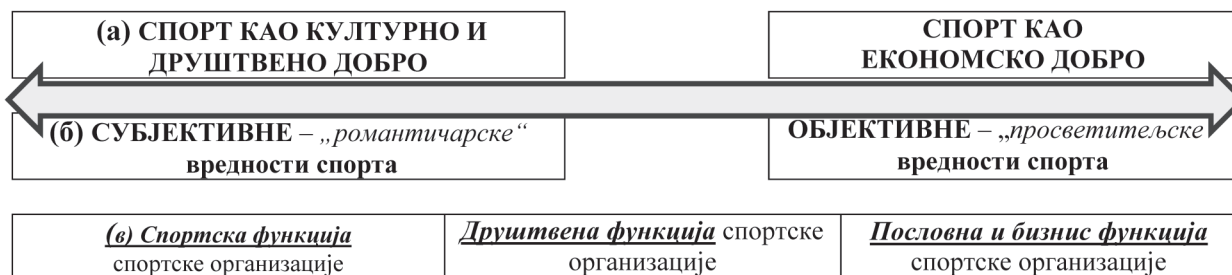 (а) СПОРТ КАО КУЛТУРНО И
ДРУШТВЕНО ДОБРО
СПОРТ КАО
ЕКОНОМСКО ДОБРО
(б) СУБЈЕКТИВНЕ – „романтичарске“
вредности спорта
ОБЈЕКТИВНЕ – „просветитељске
вредности спорта
(в) Спортска функција
спортске организације
Друштвена функција спортске
организације
Пословна и бизнис функција
спортске организације